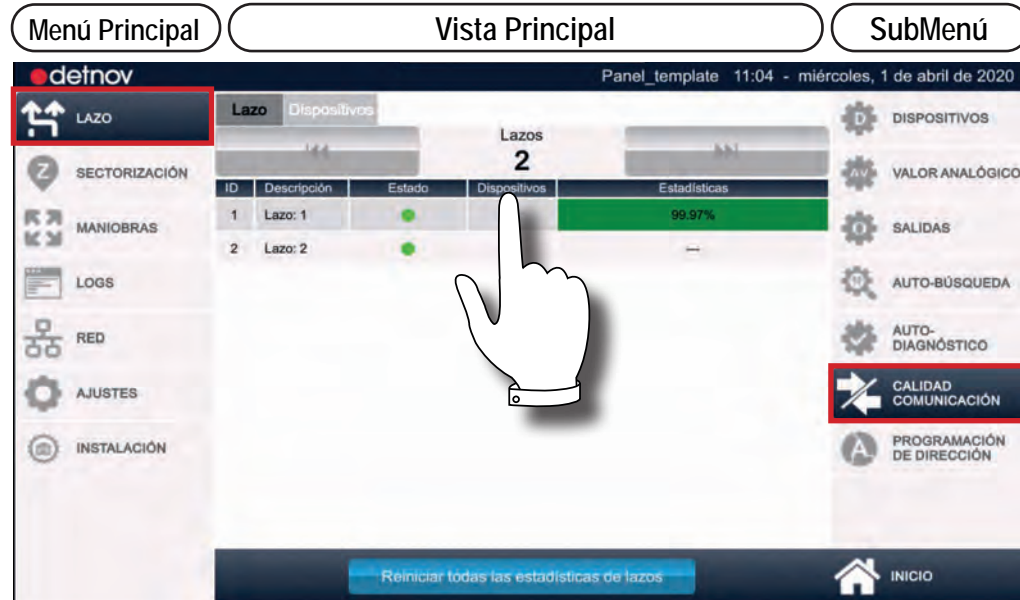 Menú Principal
Vista Principal
SubMenú
detnov
Panel_template 11:04 - miércoles, 1 de abril de 2020
LAZO
SECTORIZACIÓN
MANIOBRAS
LOGS
RED
AJUSTES
INSTALACIÓN
Lazo Dispositivos
Lazos
2
ID Descripción Estado Dispositivos Estadísticas
1 Lazo: 1 99.97%
2 Lazo: 2 ---
Reiniciar todas las estadísticas de lazos
D DISPOSITIVOS
AV VALOR ANALÓGICO
SALIDAS
AUTO-BÚSQUEDA
AUTO-
DIAGNÓSTICO
CALIDAD
COMUNICACIÓN
A PROGRAMACIÓN
DE DIRECCIÓN
INICIO